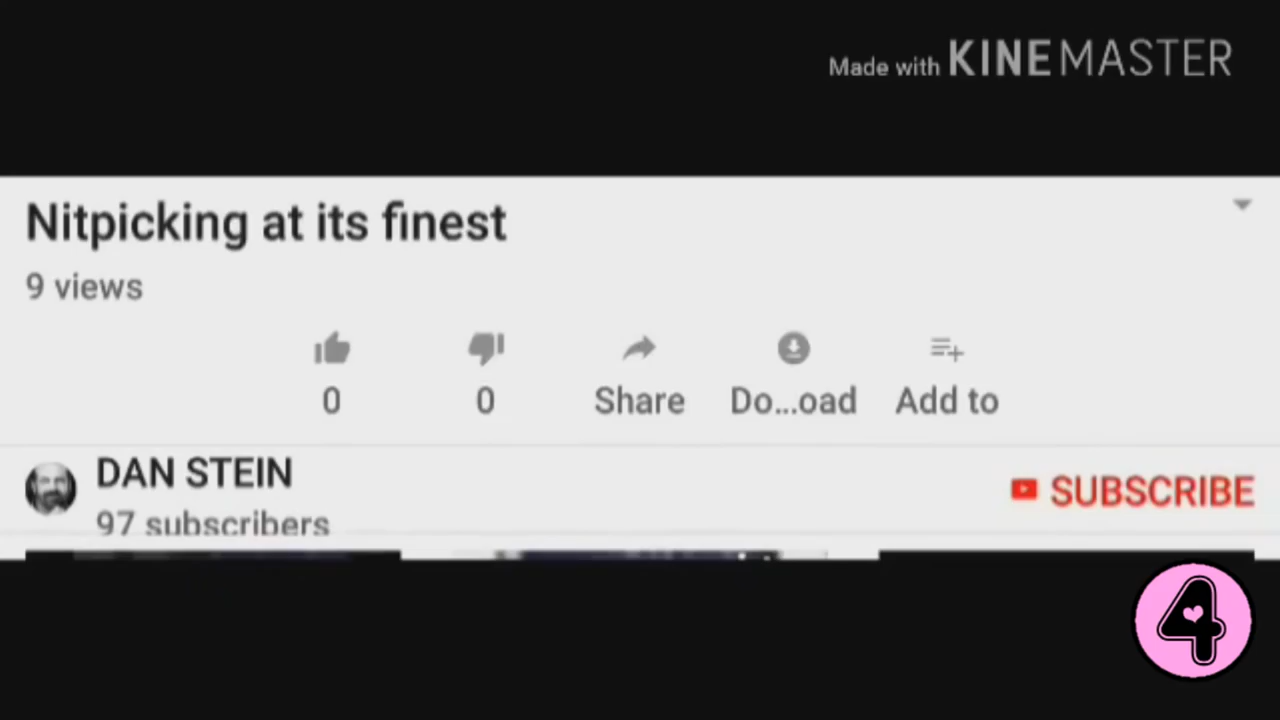 Made with KINEMASTER
Nitpicking at its finest
9 views
0 0 Share Do...oad Add to
DAN STEIN
SUBSCRIBE
97 subscribers
4